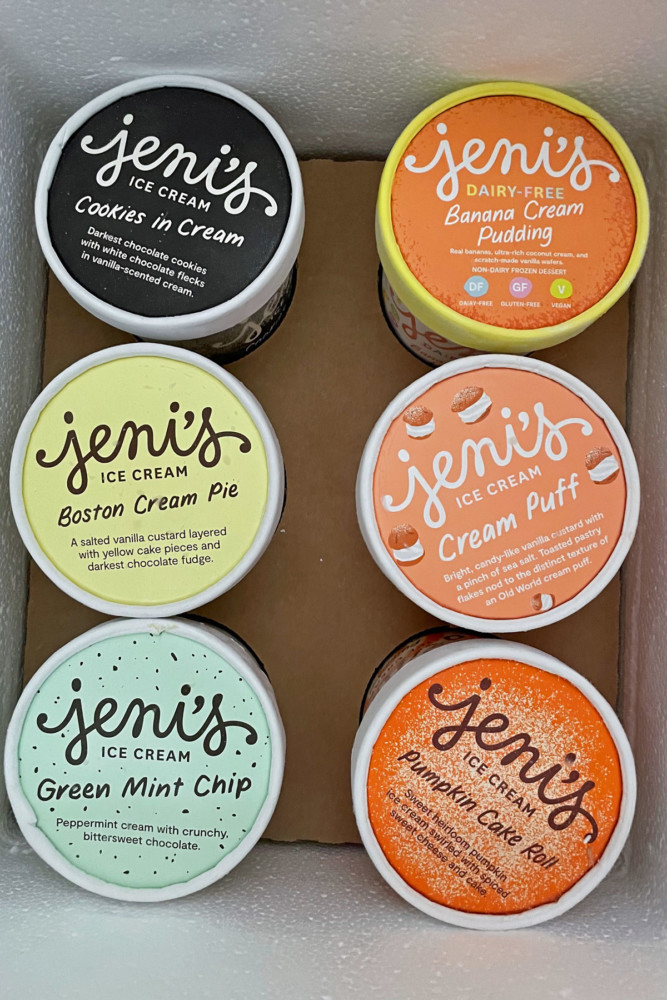 jeni's
ICE CREAM
Cookies in Cream
Darkest chocolate cookies
with white chocolate flecks
in vanilla-scented cream.
jeni's
DAIRY-FREE
Banana Cream
Pudding
Real bananas, ultra-rich coconut cream, and
scratch-made vanilla wafers.
NON-DAIRY FROZEN DESSERT
DF GF V
DAIRY-FREE GLUTEN-FREE VEGAN
jeni's
ICE CREAM
Boston Cream Pie
A salted vanilla custard layered
with yellow cake pieces and
darkest chocolate fudge.
jeni's
ICE CREAM
Cream Puff
Bright, candy-like vanilla custard with
a pinch of sea salt. Toasted pastry
flakes nod to the distinct texture of
an Old World cream puff.
jeni's
ICE CREAM
Green Mint Chip
Peppermint cream with crunchy,
bittersweet chocolate.
jeni's
ICE CREAM
Pumpkin Cake Roll
Sweet heirloom pumpkin
ice cream, swirled with spiced
sweet cheese and cake.